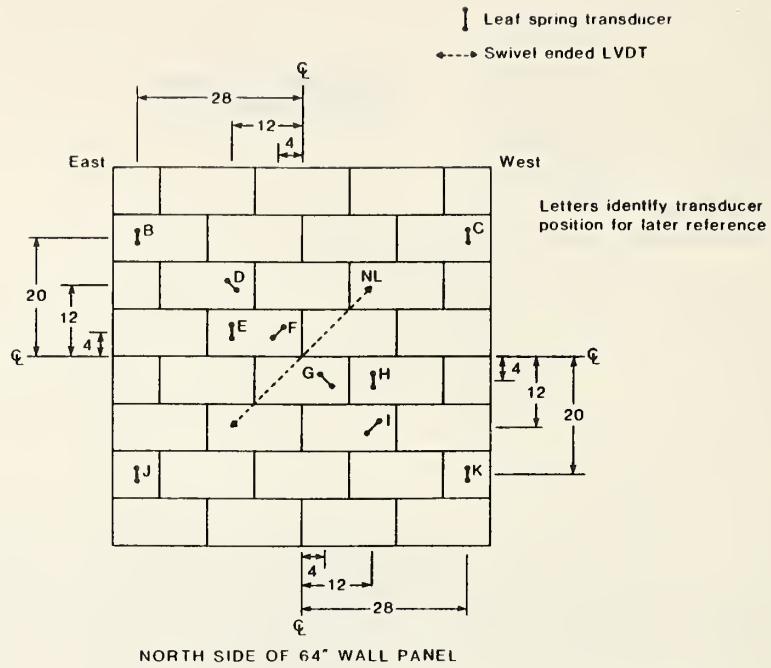 Leaf spring transducer
Swivel ended LVDT
℄
28
12
4
East
West
Letters identify transducer
position for later reference
B
C
D
NL
20
12
E
F
4
℄
℄
G
H
4
12
I
20
J
K
4
12
28
℄
NORTH SIDE OF 64" WALL PANEL